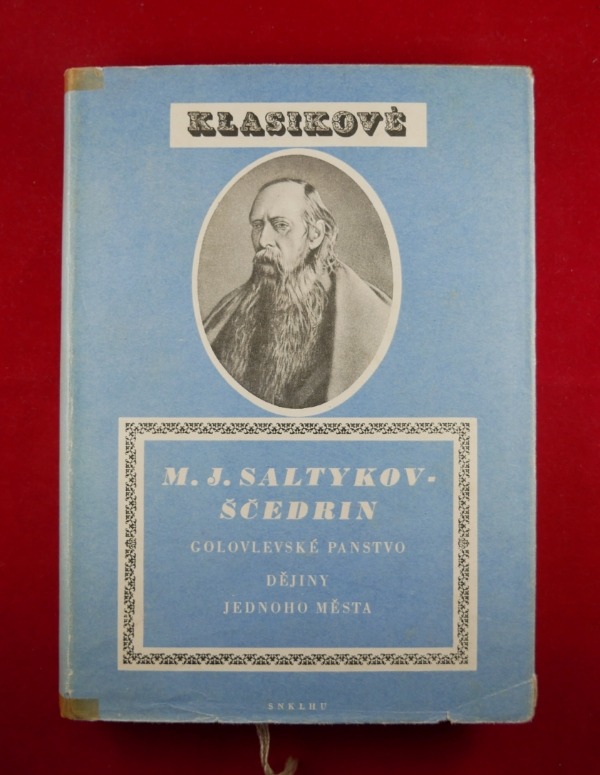 KLASIKOVÉ
M. J. SALTYKOV-
ŠČEDRIN
GOLOVLEVSKÉ PANSTVO
DĚJINY
JEDNOHO MĚSTA
SNKLHU